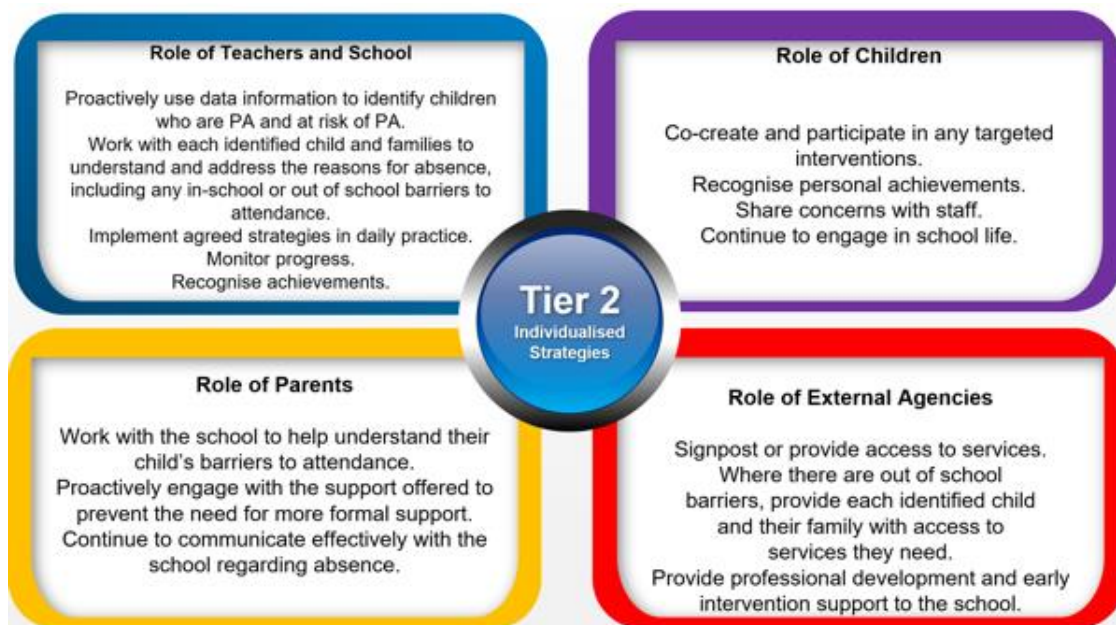 Role of Teachers and School
Proactively use data information to identify children
who are PA and at risk of PA.
Work with each identified child and families to
understand and address the reasons for absence,
including any in-school or out of school barriers to
attendance.
Implement agreed strategies in daily practice.
Monitor progress.
Recognise achievements.
Role of Children
Co-create and participate in any targeted
interventions.
Recognise personal achievements.
Share concerns with staff.
Continue to engage in school life.
Tier 2
Individualised
Strategies
Role of Parents
Work with the school to help understand their
child's barriers to attendance.
Proactively engage with the support offered to
prevent the need for more formal support.
Continue to communicate effectively with the
school regarding absence.
Role of External Agencies
Signpost or provide access to services.
Where there are out of school
barriers, provide each identified child
and their family with access to
services they need.
Provide professional development and early
intervention support to the school.